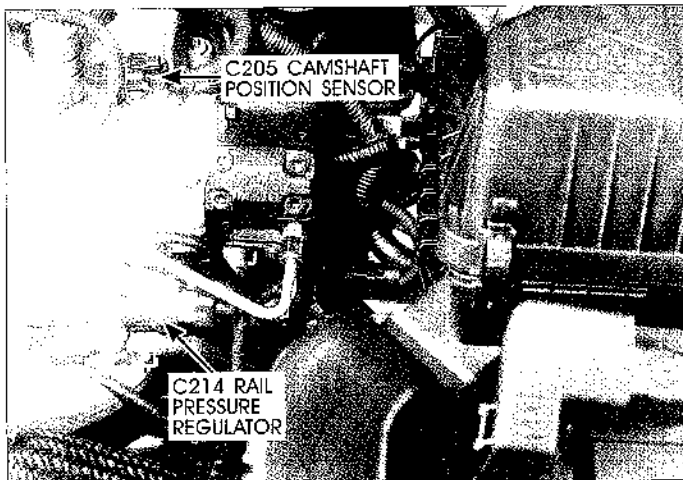 C205 CAMSHAFT
POSITION SENSOR
C214 RAIL
PRESSURE
REGULATOR